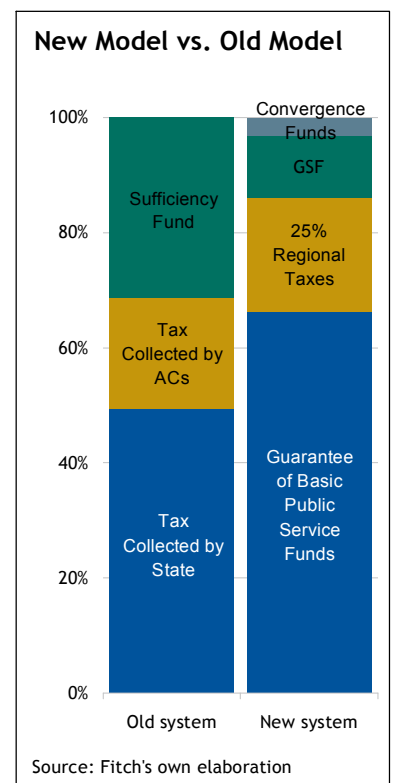 New Model vs. Old Model
100%
80%
60%
40%
20%
0%
Sufficiency
Fund
Tax
Collected by
ACs
Tax
Collected by
State
Convergence
Funds
GSF
25%
Regional
Taxes
Guarantee
of Basic
Public
Service
Funds
Old system
New system
Source: Fitch's own elaboration